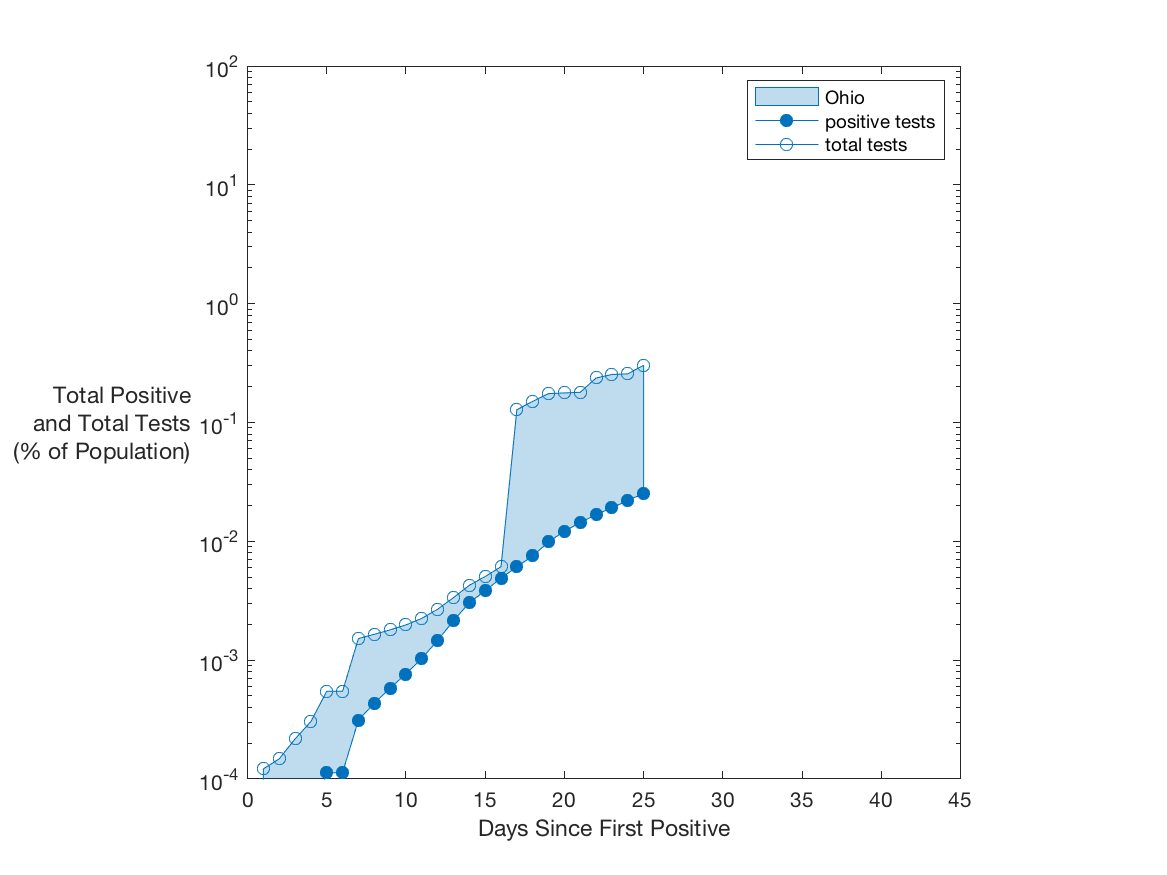 10^2
10^1
10^0
10^-1
10^-2
10^-3
10^-4
Total Positive
and Total Tests
(% of Population)
Ohio
positive tests
total tests
0 5 10 15 20 25 30 35 40 45
Days Since First Positive